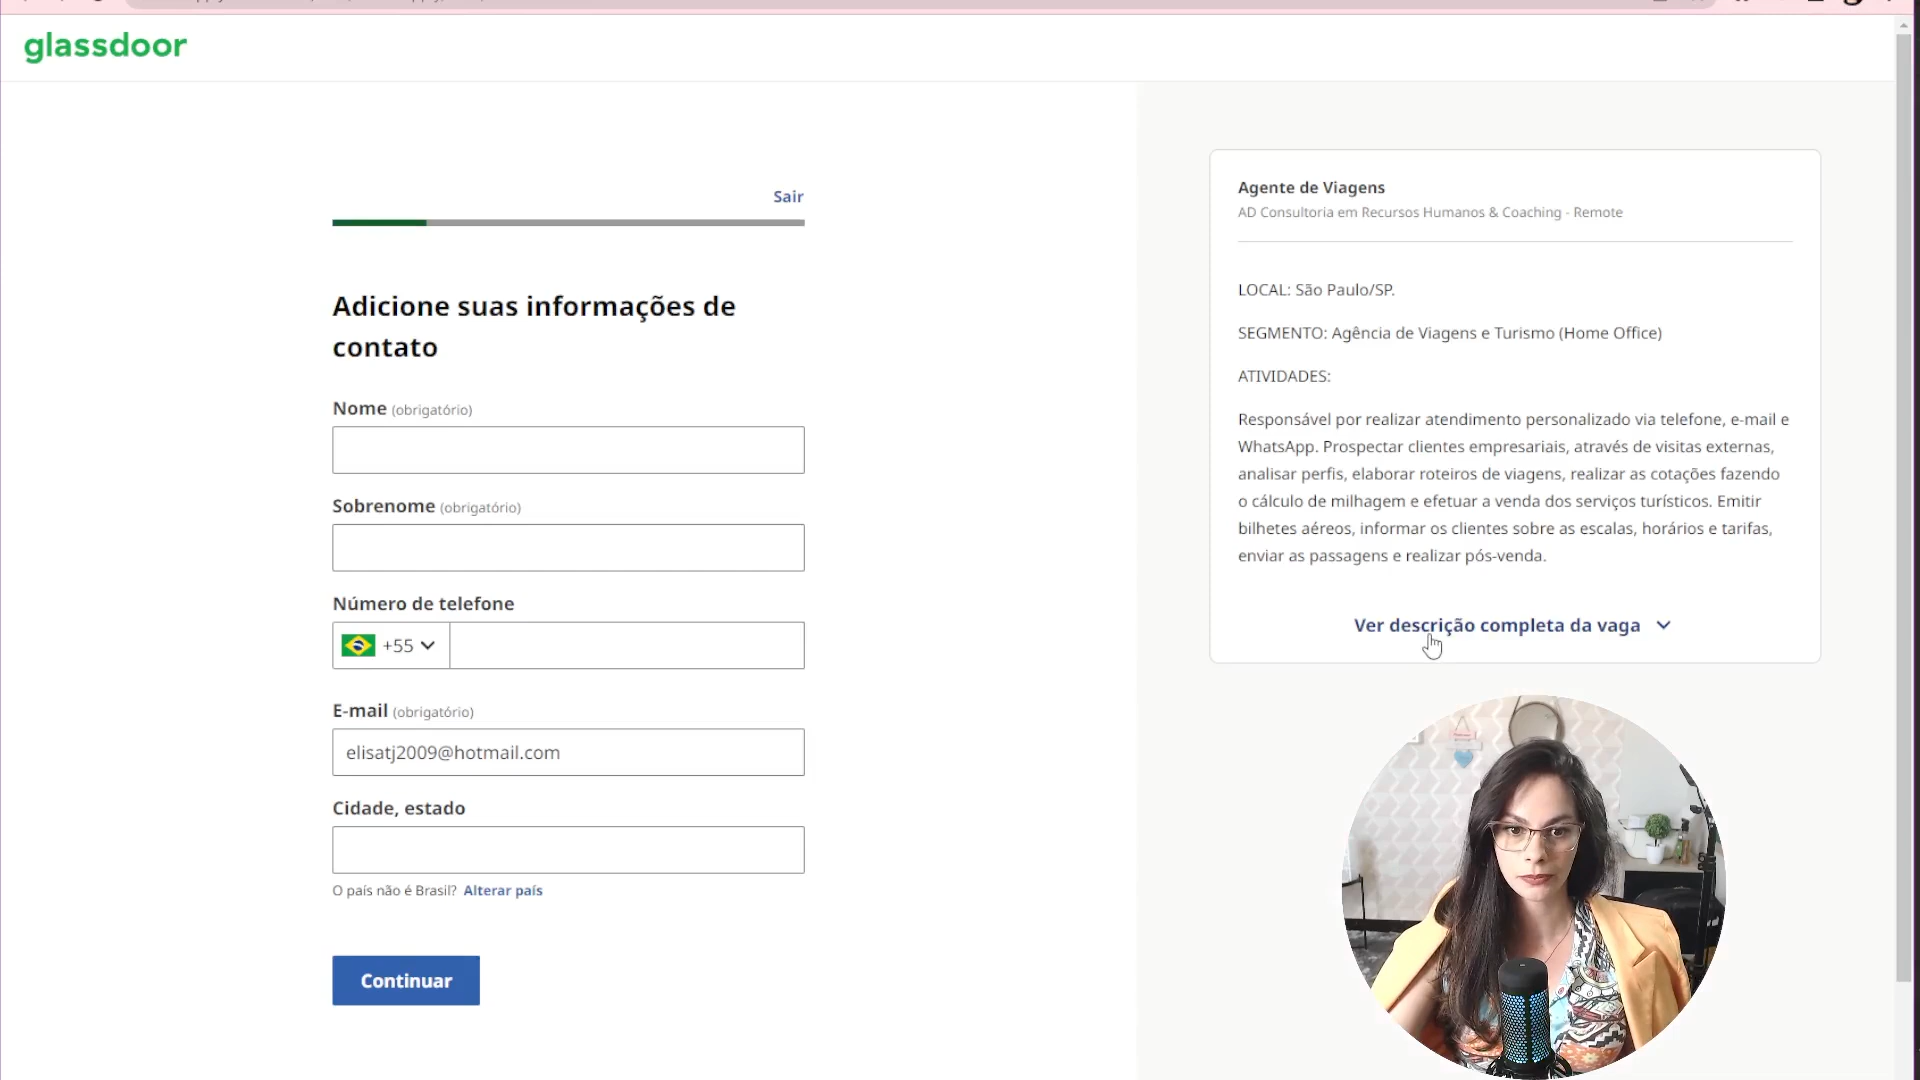 glassdoor
Sair
Adicione suas informações de
contato
Nome (obrigatório)
Sobrenome (obrigatório)
Número de telefone
+55
E-mail (obrigatório)
elisatj2009@hotmail.com
Cidade, estado
O país não é Brasil? Alterar país
Continuar
Agente de Viagens
AD Consultoria em Recursos Humanos & Coaching - Remote
LOCAL: São Paulo/SP.
SEGMENTO: Agência de Viagens e Turismo (Home Office)
ATIVIDADES:
Responsável por realizar atendimento personalizado via telefone, e-mail e
WhatsApp. Prospectar clientes empresariais, através de visitas externas,
analisar perfis, elaborar roteiros de viagens, realizar as cotações fazendo
o cálculo de milhagem e efetuar a venda dos serviços turísticos. Emitir
bilhetes aéreos, informar os clientes sobre as escalas, horários e tarifas,
enviar as passagens e realizar pós-venda.
Ver descrição completa da vaga